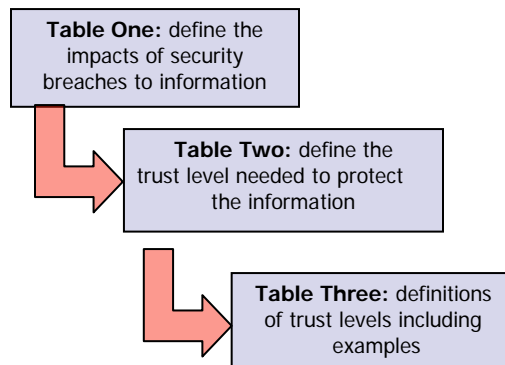 Table One: define the
impacts of security
breaches to information
Table Two: define the
trust level needed to protect
the information
Table Three: definitions
of trust levels including
examples